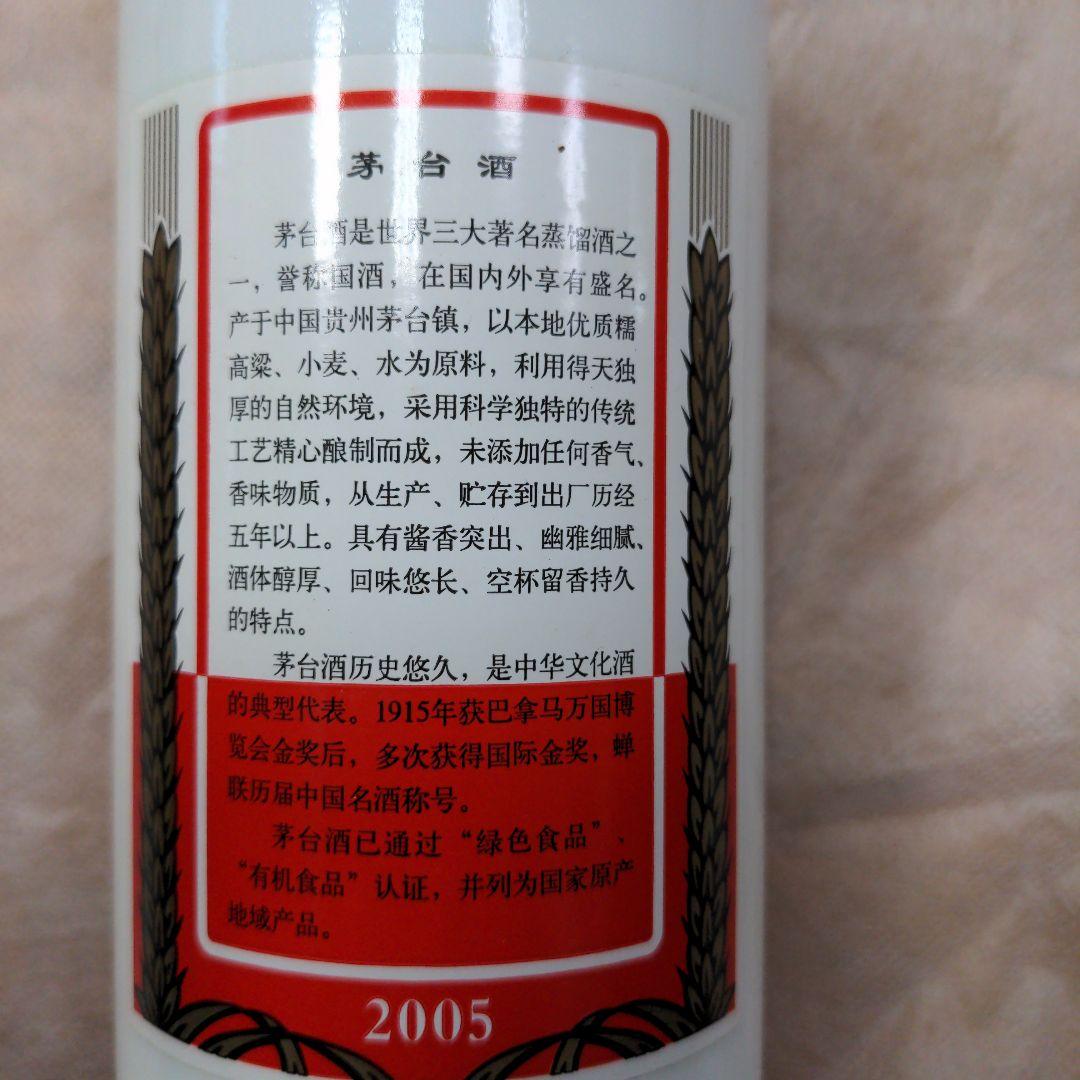 茅台酒
茅台酒是世界三大著名蒸馏酒之
一，誉称国酒，在国内外享有盛名。
产于中国贵州茅台镇，以本地优质糯
高粱、小麦、水为原料，利用得天独
厚的自然环境，采用科学独特的传统
工艺精心酿制而成，未添加任何香气、
香味物质，从生产、贮存到出厂历经
五年以上。具有酱香突出、幽雅细腻、
酒体醇厚、回味悠长、空杯留香持久
的特点。
茅台酒历史悠久，是中华文化酒
的典型代表。1915年获巴拿马万国博
览会金奖后，多次获得国际金奖，蝉
联历届中国名酒称号。
茅台酒已通过“绿色食品”、
“有机食品”认证，并列为国家原产
地域产品。
2005